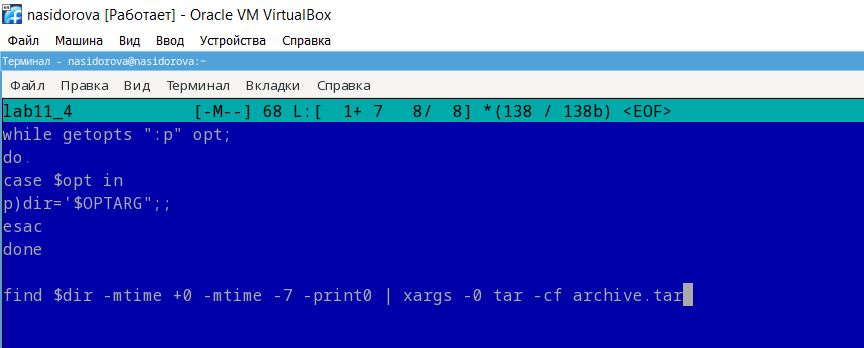 nasidorova [Работает] - Oracle VM VirtualBox
Файл Машина Вид Ввод Устройства Справка
Терминал - nasidorova@nasidorova:~
Файл Правка Вид Терминал Вкладки Справка
lab11_4 [-M--] 68 L:[ 1+ 7 8/ 8] *(138 / 138b) <EOF>
while getopts ":p" opt;
do.
case $opt in
p)dir='$OPTARG";;
esac
done
find $dir -mtime +0 -mtime -7 -print0 | xargs -0 tar -cf archive.tar